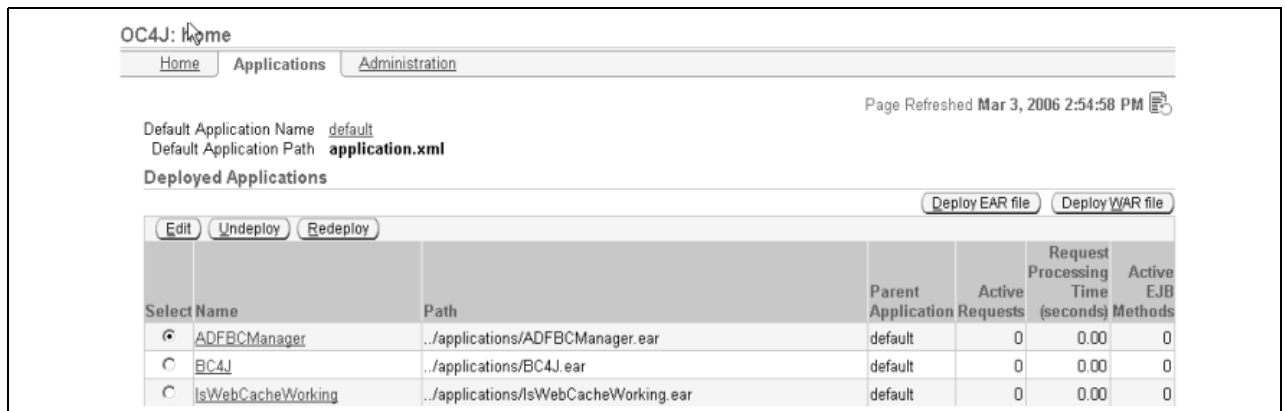 OC4J: Home
Home Applications Administration
Page Refreshed Mar 3, 2006 2:54:58 PM
Default Application Name default
Default Application Path application.xml
Deployed Applications
Deploy EAR file Deploy WAR file
Edit Undeploy Redeploy
Select Name Path Parent Application Active Requests Request Processing Time (seconds) Active EJB Methods
ADFBCManager ../applications/ADFBCManager.ear default 0 0.00 0
BC4J ../applications/BC4J.ear default 0 0.00 0
IsWebCacheWorking ../applications/IsWebCacheWorking.ear default 0 0.00 0